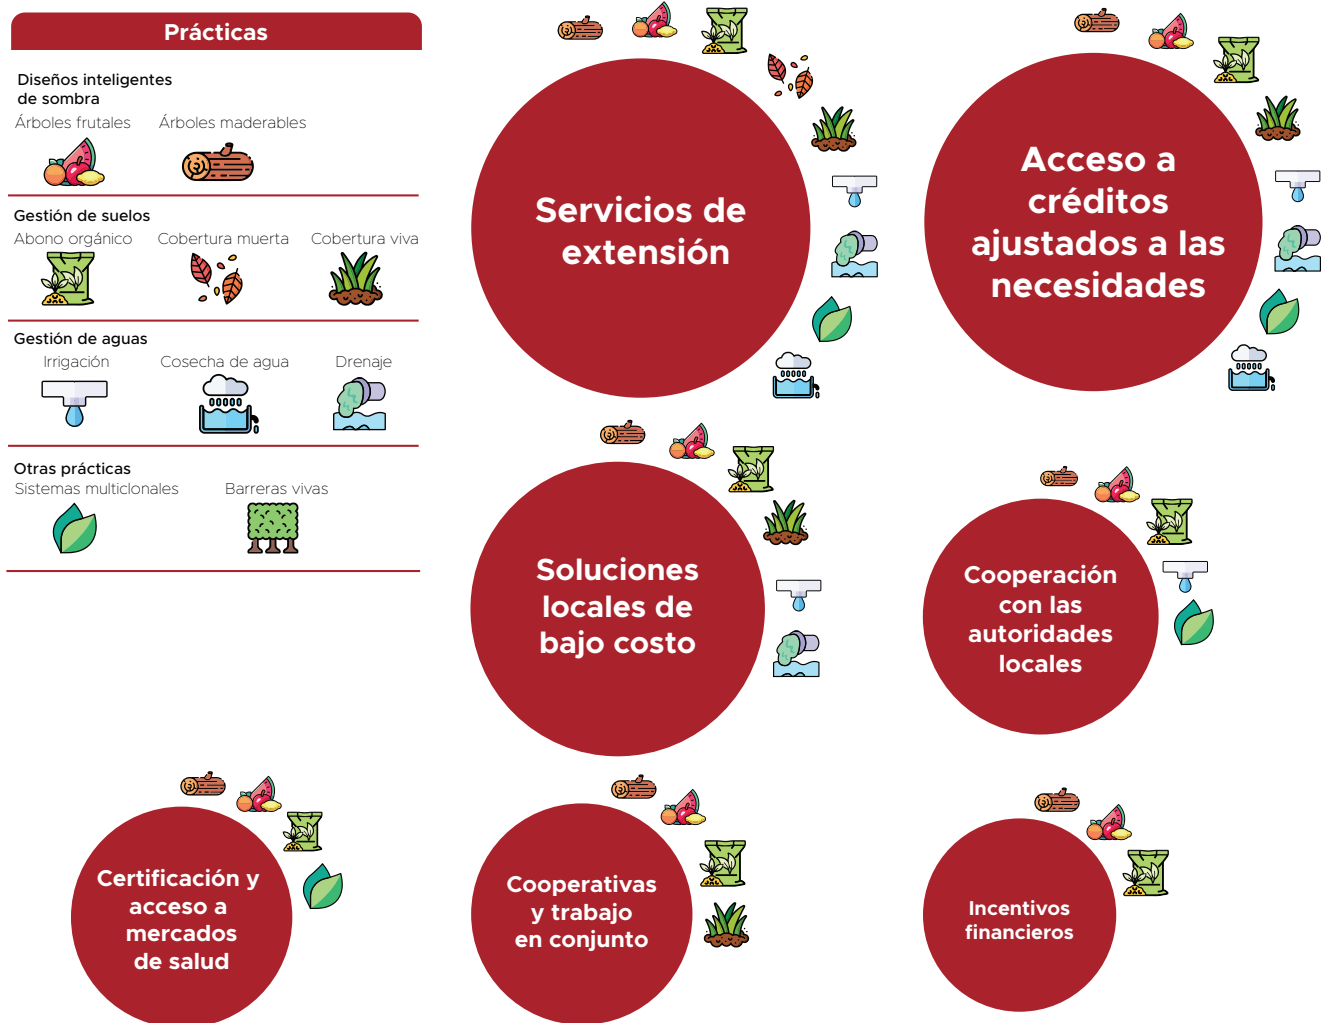 Prácticas
Diseños inteligentes
de sombra
Árboles frutales
Árboles maderables
Gestión de suelos
Abono orgánico
Cobertura muerta
Cobertura viva
Gestión de aguas
Irrigación
Cosecha de agua
Drenaje
Otras prácticas
Sistemas multiclonales
Barreras vivas
Servicios de
extensión
Acceso a
créditos
ajustados a las
necesidades
Soluciones
locales de
bajo costo
Cooperación
con las
autoridades
locales
Certificación y
acceso a
mercados
de salud
Cooperativas
y trabajo
en conjunto
Incentivos
financieros